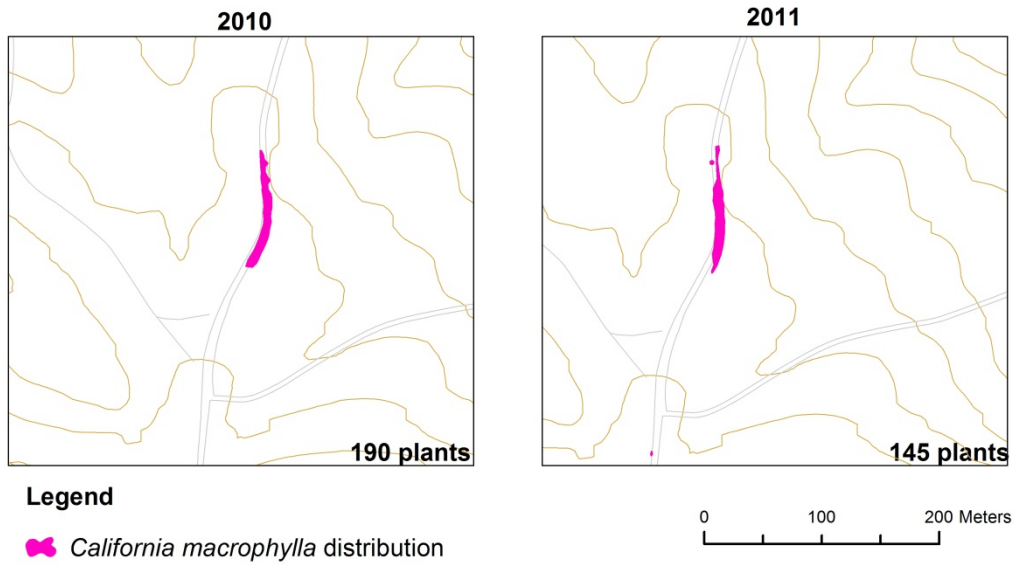 2010
2011
190 plants
145 plants
Legend
California macrophylla distribution
0 100 200 Meters